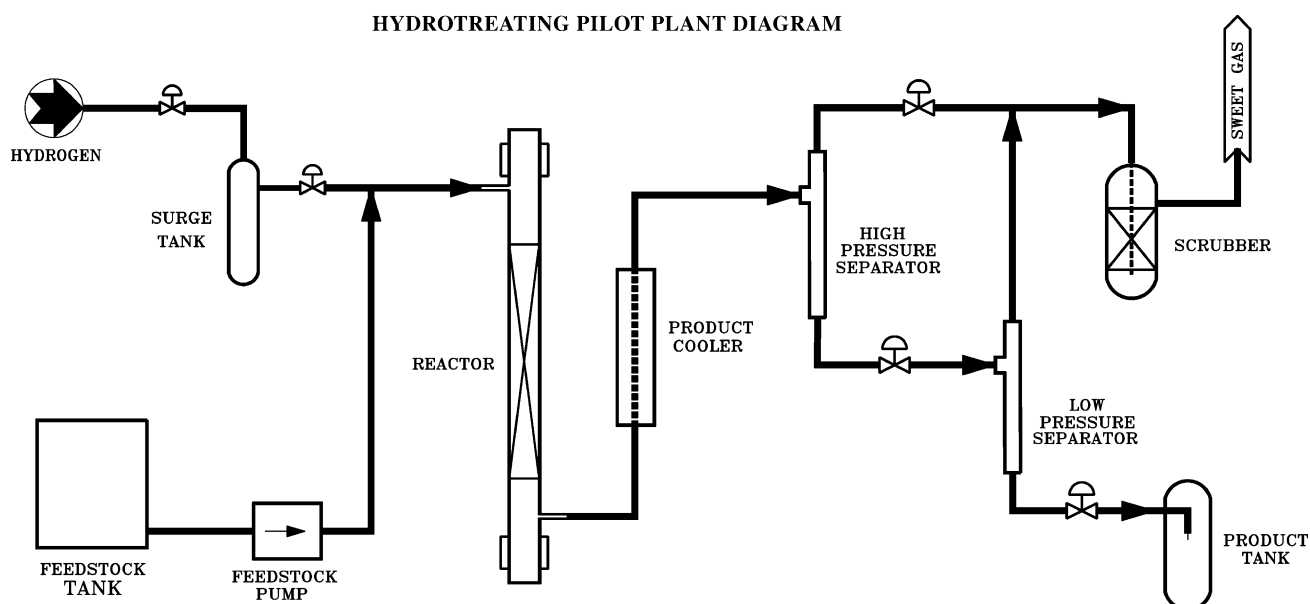 HYDROTREATING PILOT PLANT DIAGRAM
SWEET GAS
HYDROGEN
SURGE
TANK
HIGH
PRESSURE
SEPARATOR
SCRUBBER
PRODUCT
COOLER
REACTOR
LOW
PRESSURE
SEPARATOR
FEEDSTOCK
TANK
FEEDSTOCK
PUMP
PRODUCT
TANK